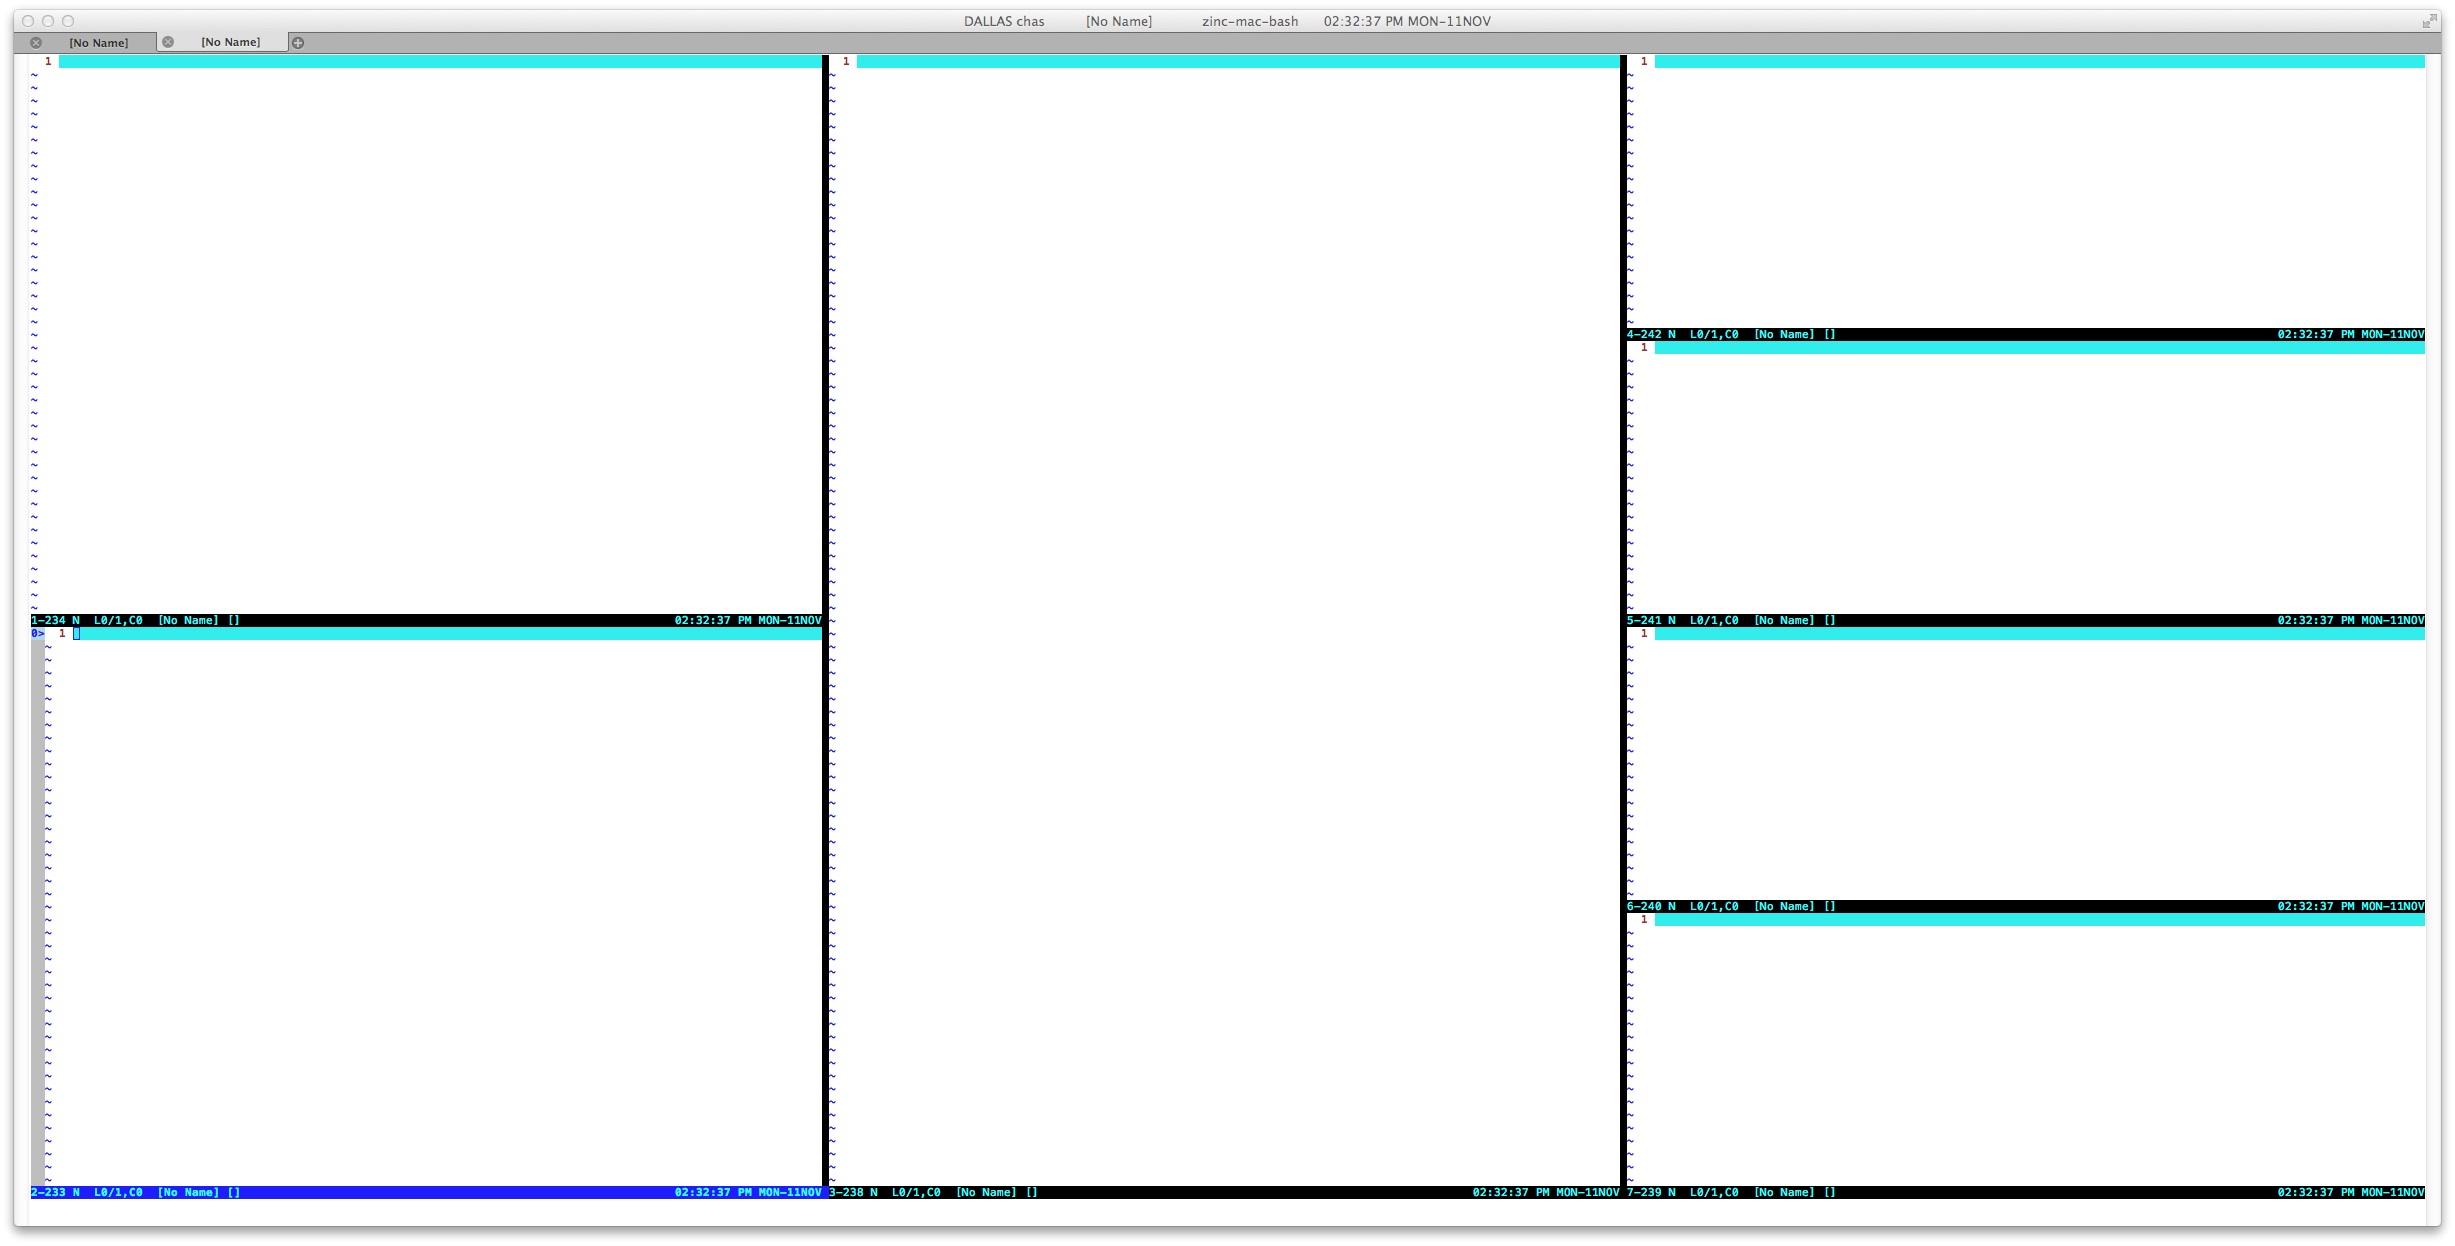 DALLAS chas [No Name] zinc-mac-bash 02:32:37 PM MON-11NOV
[No Name] [No Name]
1
1-234 N L0/1,C0 [No Name] [] 02:32:37 PM MON-11NOV
0> 1
2-233 N L0/1,C0 [No Name] [] 02:32:37 PM MON-11NOV
1
3-238 N L0/1,C0 [No Name] [] 02:32:37 PM MON-11NOV
1
4-242 N L0/1,C0 [No Name] [] 02:32:37 PM MON-11NOV
1
5-241 N L0/1,C0 [No Name] [] 02:32:37 PM MON-11NOV
1
6-240 N L0/1,C0 [No Name] [] 02:32:37 PM MON-11NOV
1
7-239 N L0/1,C0 [No Name] [] 02:32:37 PM MON-11NOV